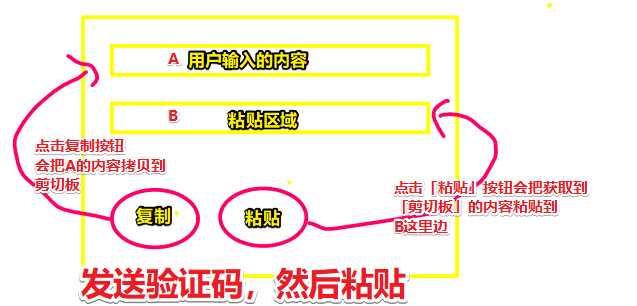 A 用户输入的内容
B 粘贴区域
点击复制按钮
会把A的内容拷贝到
剪切板
复制
粘贴
点击「粘贴」按钮会把获取到
「剪切板」的内容粘贴到
B这里边
发送验证码，然后粘贴